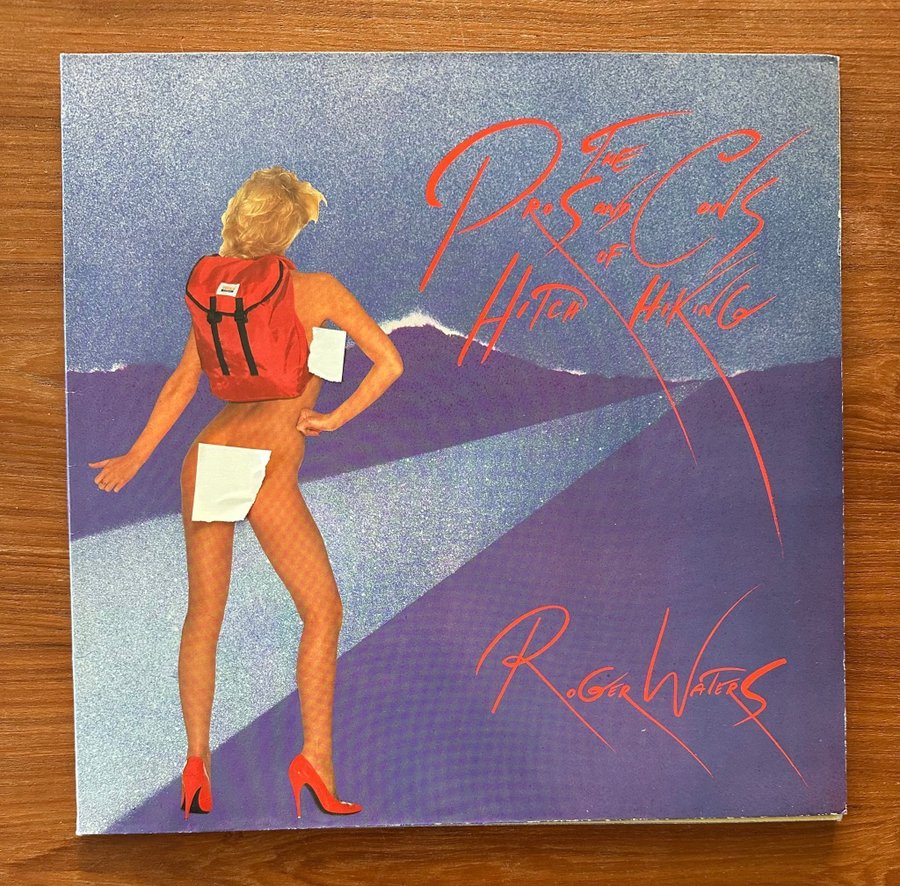 THE
PROS and CONS
OF
HITCH HIKING
ROGER WATERS